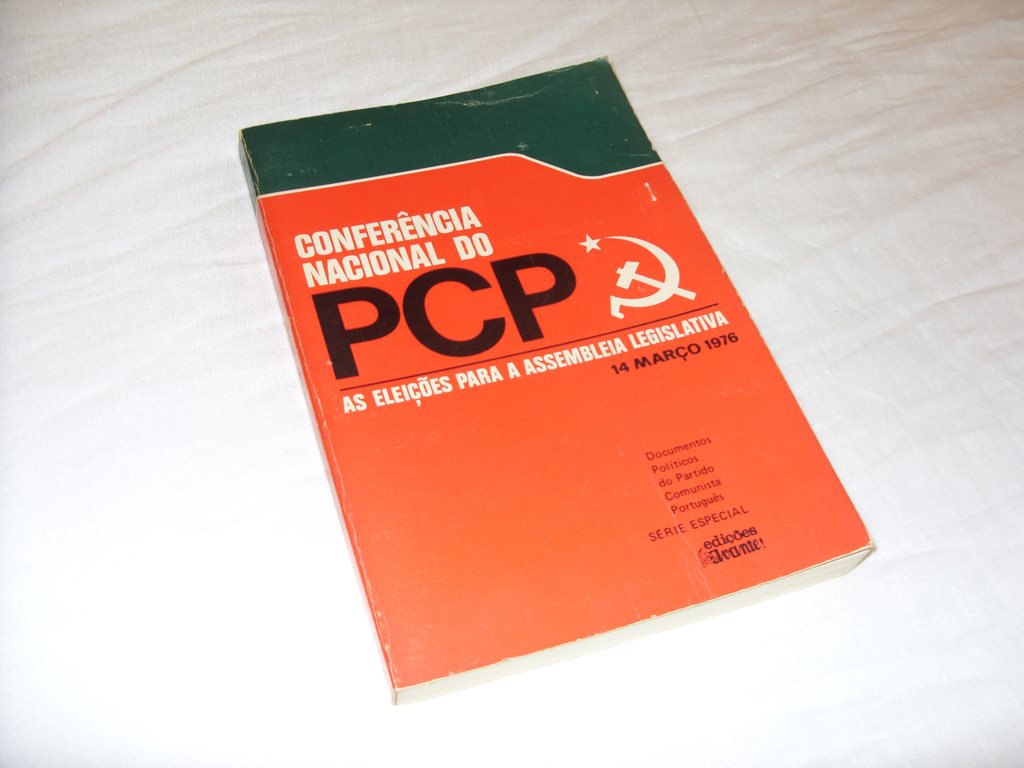 CONFERÊNCIA
NACIONAL DO
PCP
AS ELEIÇÕES PARA A ASSEMBLEIA LEGISLATIVA
14 MARÇO 1976
Documentos
Políticos
do Partido
Comunista
Português
SÉRIE ESPECIAL
edições
Avante!